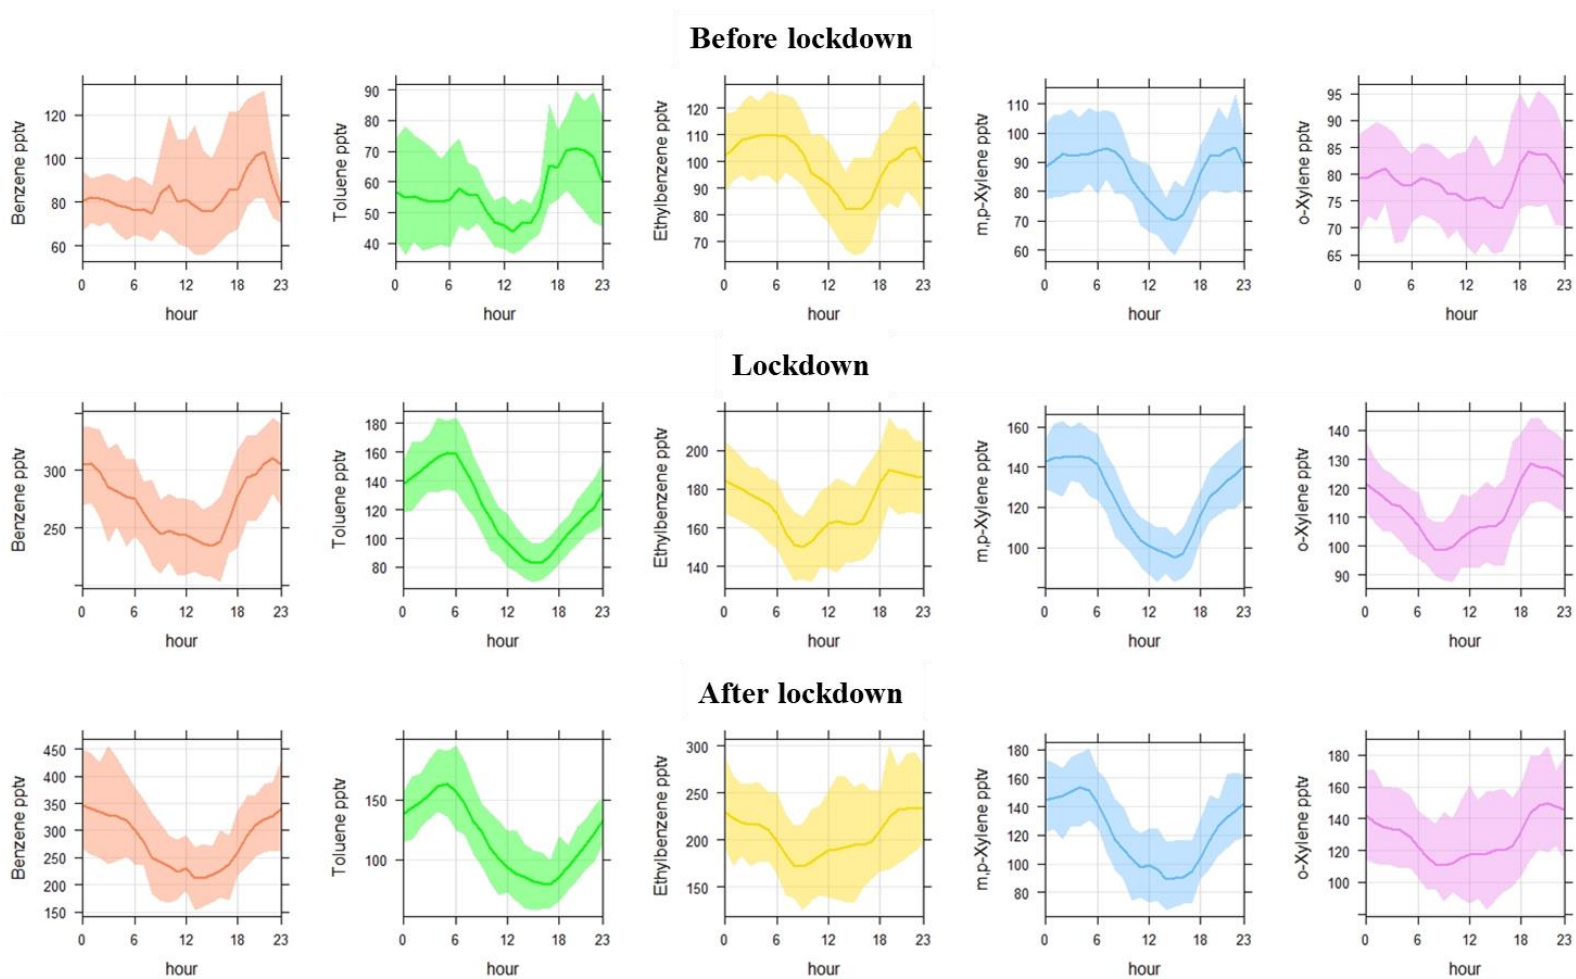 Before lockdown
Benzene pptv
120
100
80
60
0 6 12 18 23
hour
Toluene pptv
90
80
70
60
50
40
0 6 12 18 23
hour
Ethylbenzene pptv
120
110
100
90
80
70
0 6 12 18 23
hour
m,p-Xylene pptv
110
100
90
80
70
60
0 6 12 18 23
hour
o-Xylene pptv
95
90
85
80
75
70
65
0 6 12 18 23
hour
Lockdown
Benzene pptv
300
250
0 6 12 18 23
hour
Toluene pptv
180
160
140
120
100
80
0 6 12 18 23
hour
Ethylbenzene pptv
200
180
160
140
0 6 12 18 23
hour
m,p-Xylene pptv
160
140
120
100
0 6 12 18 23
hour
o-Xylene pptv
140
130
120
110
100
90
0 6 12 18 23
hour
After lockdown
Benzene pptv
450
400
350
300
250
200
150
0 6 12 18 23
hour
Toluene pptv
150
100
0 6 12 18 23
hour
Ethylbenzene pptv
300
250
200
150
0 6 12 18 23
hour
m,p-Xylene pptv
180
160
140
120
100
80
0 6 12 18 23
hour
o-Xylene pptv
180
160
140
120
100
0 6 12 18 23
hour